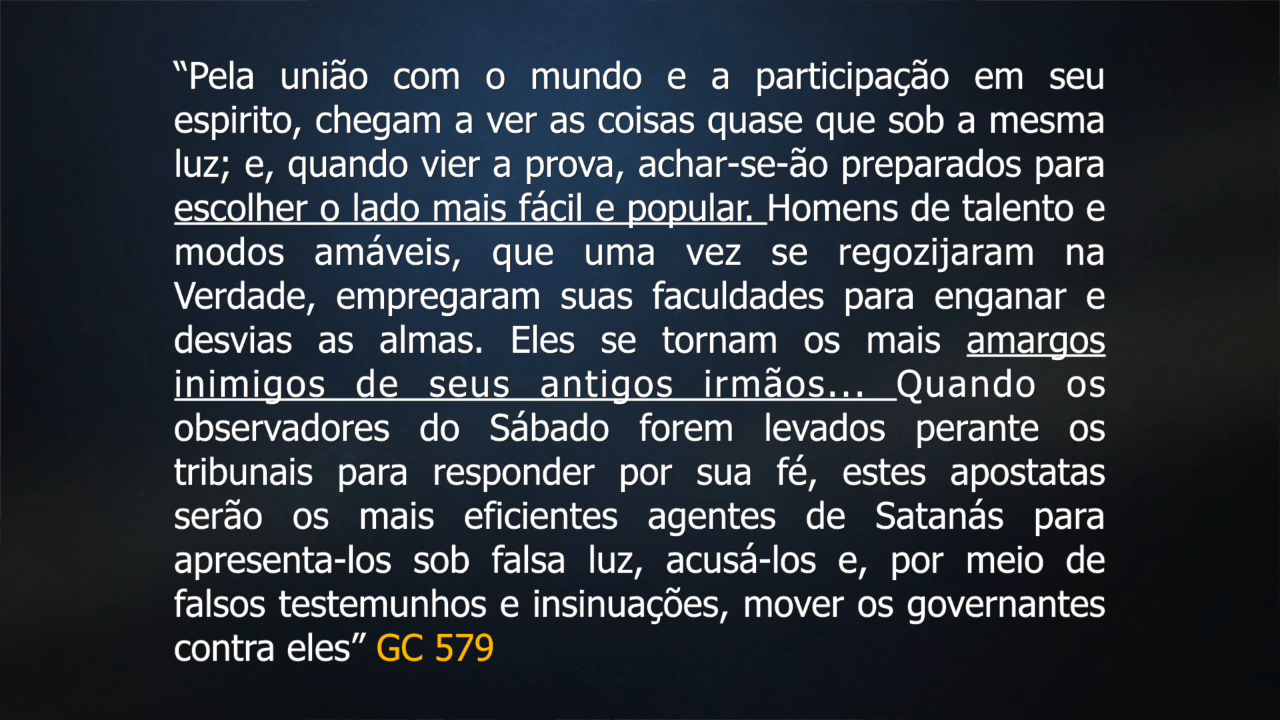 “Pela união com o mundo e a participação em seu
espirito, chegam a ver as coisas quase que sob a mesma
luz; e, quando vier a prova, achar-se-ão preparados para
escolher o lado mais fácil e popular. Homens de talento e
modos amáveis, que uma vez se regozijaram na
Verdade, empregaram suas faculdades para enganar e
desvias as almas. Eles se tornam os mais amargos
inimigos de seus antigos irmãos... Quando os
observadores do Sábado forem levados perante os
tribunais para responder por sua fé, estes apostatas
serão os mais eficientes agentes de Satanás para
apresenta-los sob falsa luz, acusá-los e, por meio de
falsos testemunhos e insinuações, mover os governantes
contra eles” GC 579